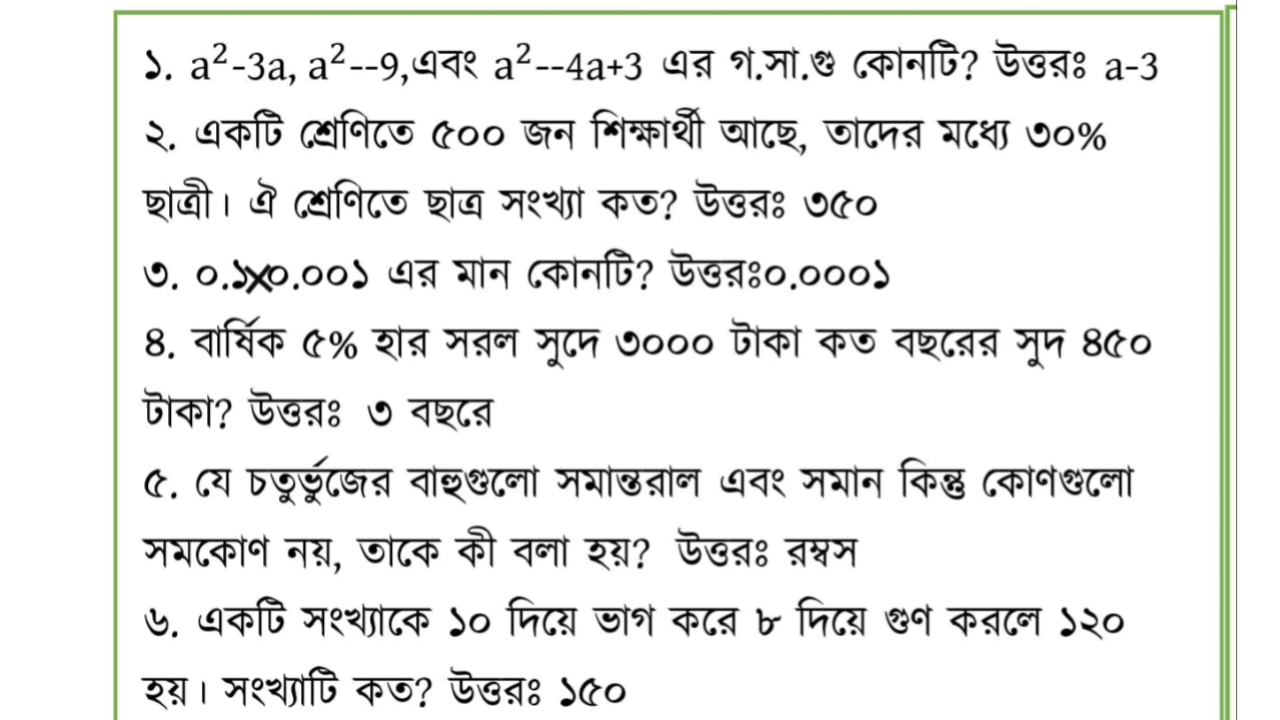 ১. a²-3a, a²--9,এবং a²--4a+3 এর গ.সা.গু কোনটি? উত্তরঃ a-3
২. একটি শ্রেণিতে ৫০০ জন শিক্ষার্থী আছে, তাদের মধ্যে ৩০%
ছাত্রী। ঐ শ্রেণিতে ছাত্র সংখ্যা কত? উত্তরঃ ৩৫০
৩. ০.১×০.০০১ এর মান কোনটি? উত্তরঃ০.০০০১
৪. বার্ষিক ৫% হার সরল সুদে ৩০০০ টাকা কত বছরের সুদ ৪৫০
টাকা? উত্তরঃ ৩ বছরে
৫. যে চতুর্ভুজের বাহুগুলো সমান্তরাল এবং সমান কিন্তু কোণগুলো
সমকোণ নয়, তাকে কী বলা হয়? উত্তরঃ রম্বস
৬. একটি সংখ্যাকে ১০ দিয়ে ভাগ করে ৮ দিয়ে গুণ করলে ১২০
হয়। সংখ্যাটি কত? উত্তরঃ ১৫০